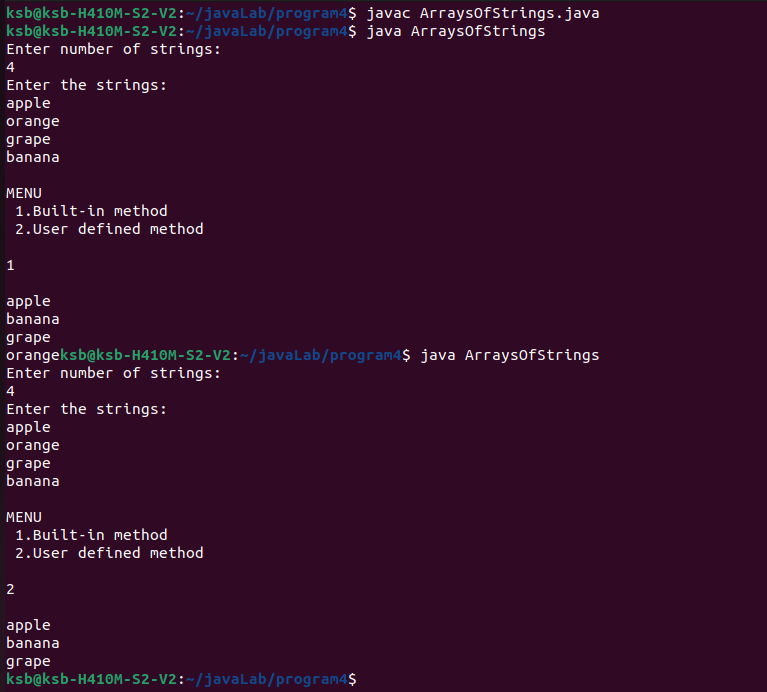 ksb@ksb-H410M-S2-V2:~/javaLab/program4$ javac ArraysOfStrings.java
ksb@ksb-H410M-S2-V2:~/javaLab/program4$ java ArraysOfStrings
Enter number of strings:
4
Enter the strings:
apple
orange
grape
banana
MENU
1.Built-in method
2.User defined method
1
apple
banana
grape
orangeksb@ksb-H410M-S2-V2:~/javaLab/program4$ java ArraysOfStrings
Enter number of strings:
4
Enter the strings:
apple
orange
grape
banana
MENU
1.Built-in method
2.User defined method
2
apple
banana
grape
ksb@ksb-H410M-S2-V2:~/javaLab/program4$